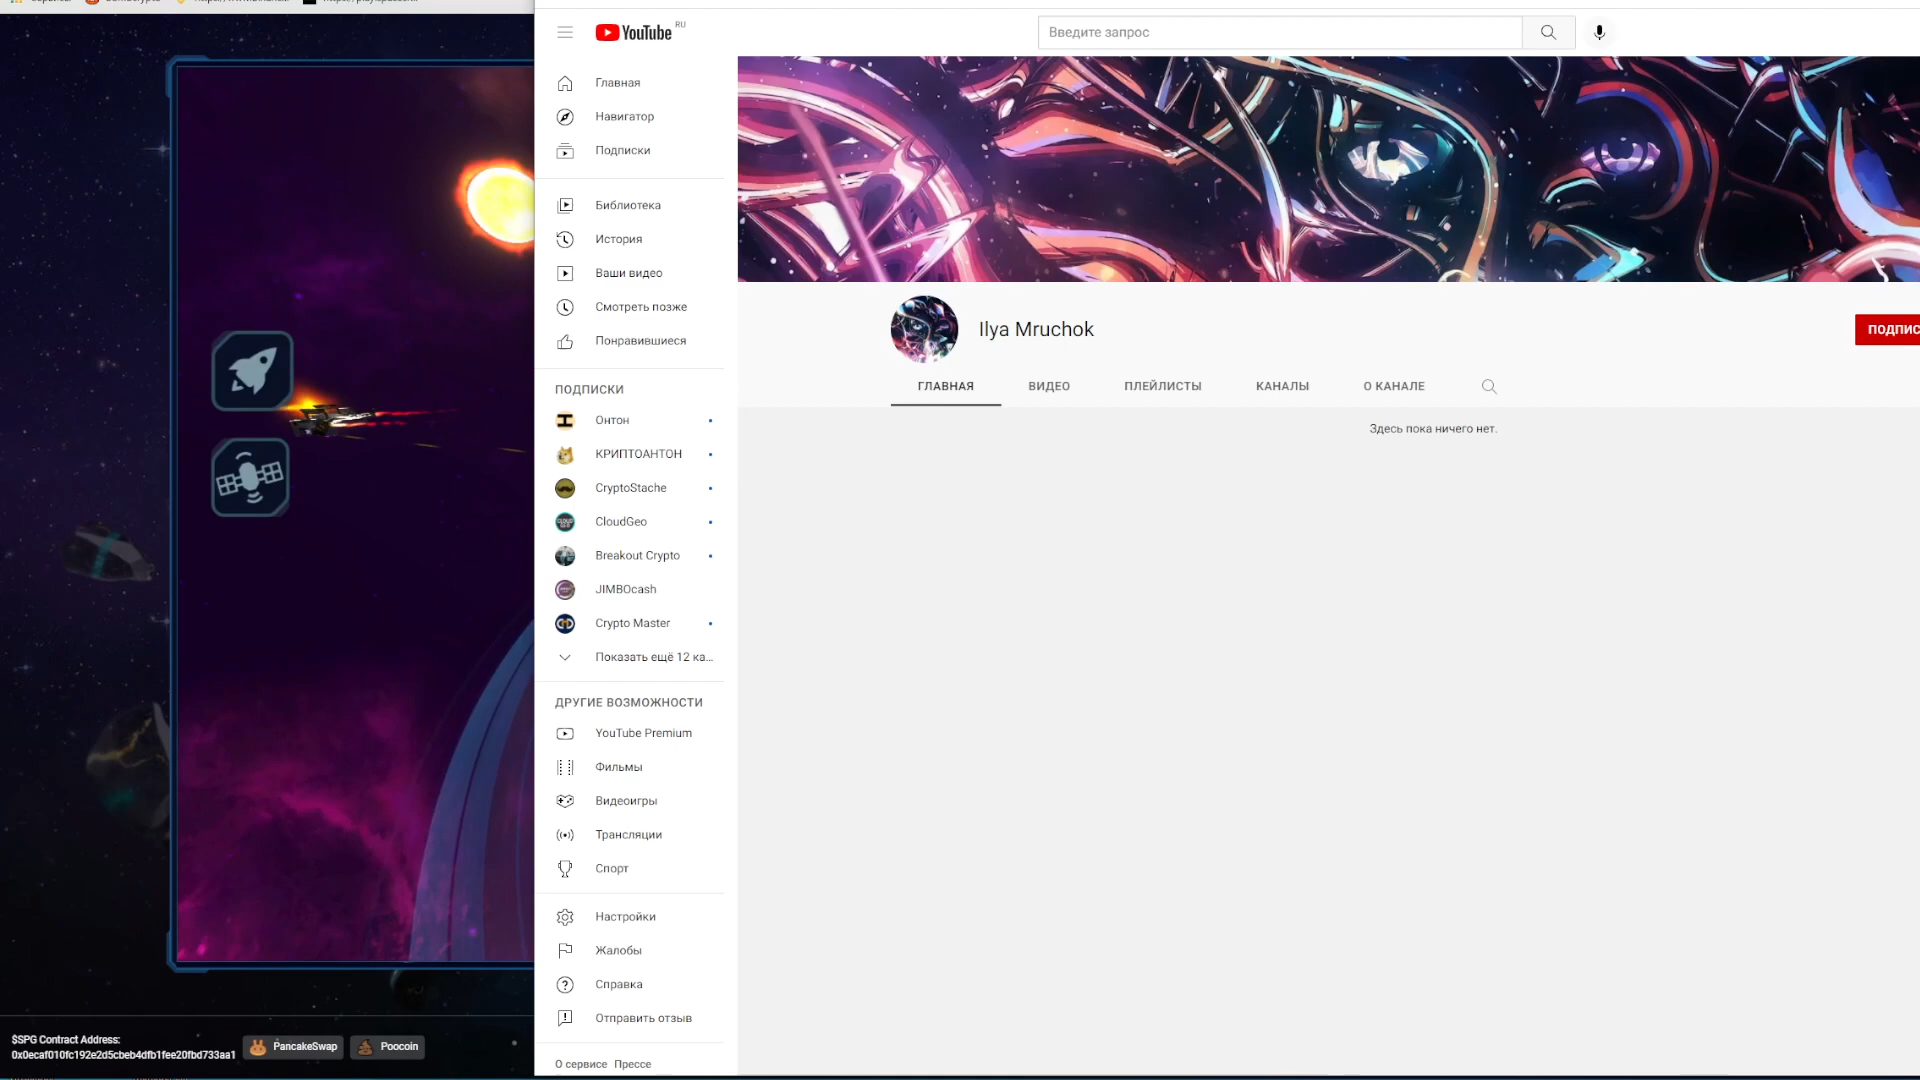 YouTube RU
Введите запрос
Главная
Навигатор
Подписки
Библиотека
История
Ваши видео
Смотреть позже
Понравившиеся
ПОДПИСКИ
Онтон
КРИПТОАНТОН
CryptoStache
CloudGeo
Breakout Crypto
JIMBOcash
Crypto Master
Показать ещё 12 ка...
ДРУГИЕ ВОЗМОЖНОСТИ
YouTube Premium
Фильмы
Видеоигры
Трансляции
Спорт
Настройки
Жалобы
Справка
Отправить отзыв
О сервисе Прессе
Ilya Mruchok
ПОДПИС
ГЛАВНАЯ ВИДЕО ПЛЕЙЛИСТЫ КАНАЛЫ О КАНАЛЕ
Здесь пока ничего нет.
$SPG Contract Address:
0x0ecaf010fc192e2d5cbeb4dfb1fee20fbd733aa1
PancakeSwap Poocoin